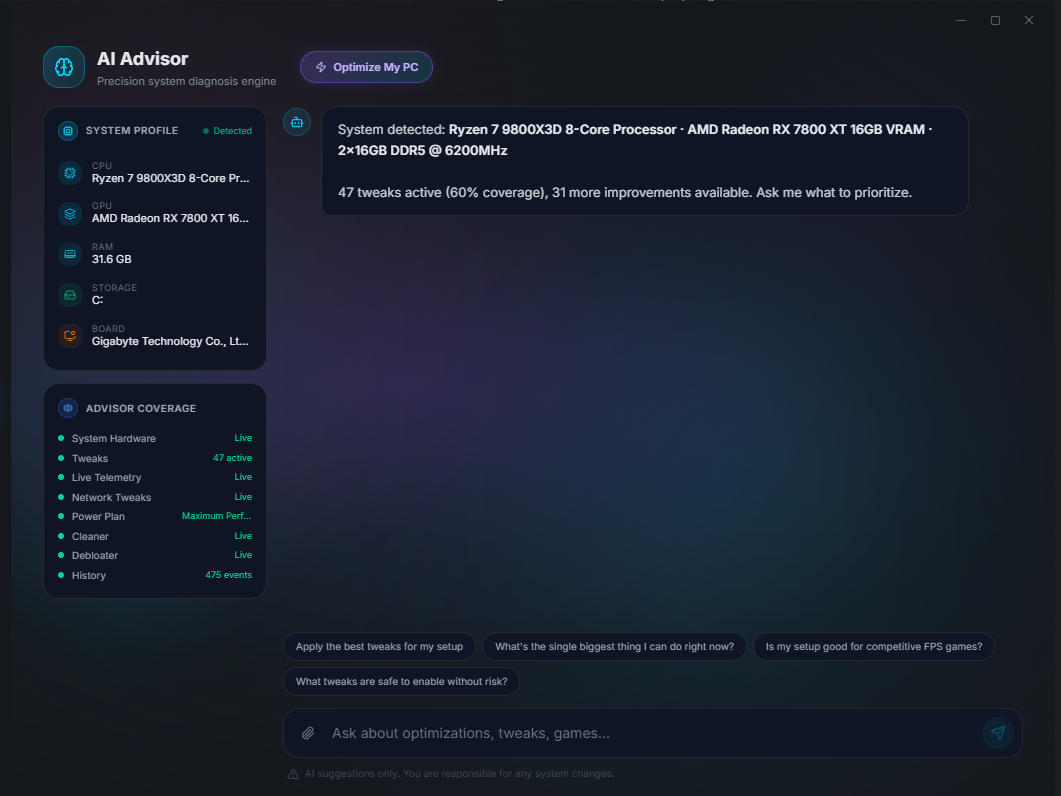 AI Advisor
Precision system diagnosis engine
Optimize My PC
SYSTEM PROFILE
Detected
CPU
Ryzen 7 9800X3D 8-Core Pr...
GPU
AMD Radeon RX 7800 XT 16...
RAM
31.6 GB
STORAGE
C:
BOARD
Gigabyte Technology Co., Lt...
ADVISOR COVERAGE
System Hardware Live
Tweaks 47 active
Live Telemetry Live
Network Tweaks Live
Power Plan Maximum Perf...
Cleaner Live
Debloater Live
History 475 events
System detected: Ryzen 7 9800X3D 8-Core Processor · AMD Radeon RX 7800 XT 16GB VRAM ·
2×16GB DDR5 @ 6200MHz
47 tweaks active (60% coverage), 31 more improvements available. Ask me what to prioritize.
Apply the best tweaks for my setup
What's the single biggest thing I can do right now?
Is my setup good for competitive FPS games?
What tweaks are safe to enable without risk?
Ask about optimizations, tweaks, games...
AI suggestions only. You are responsible for any system changes.